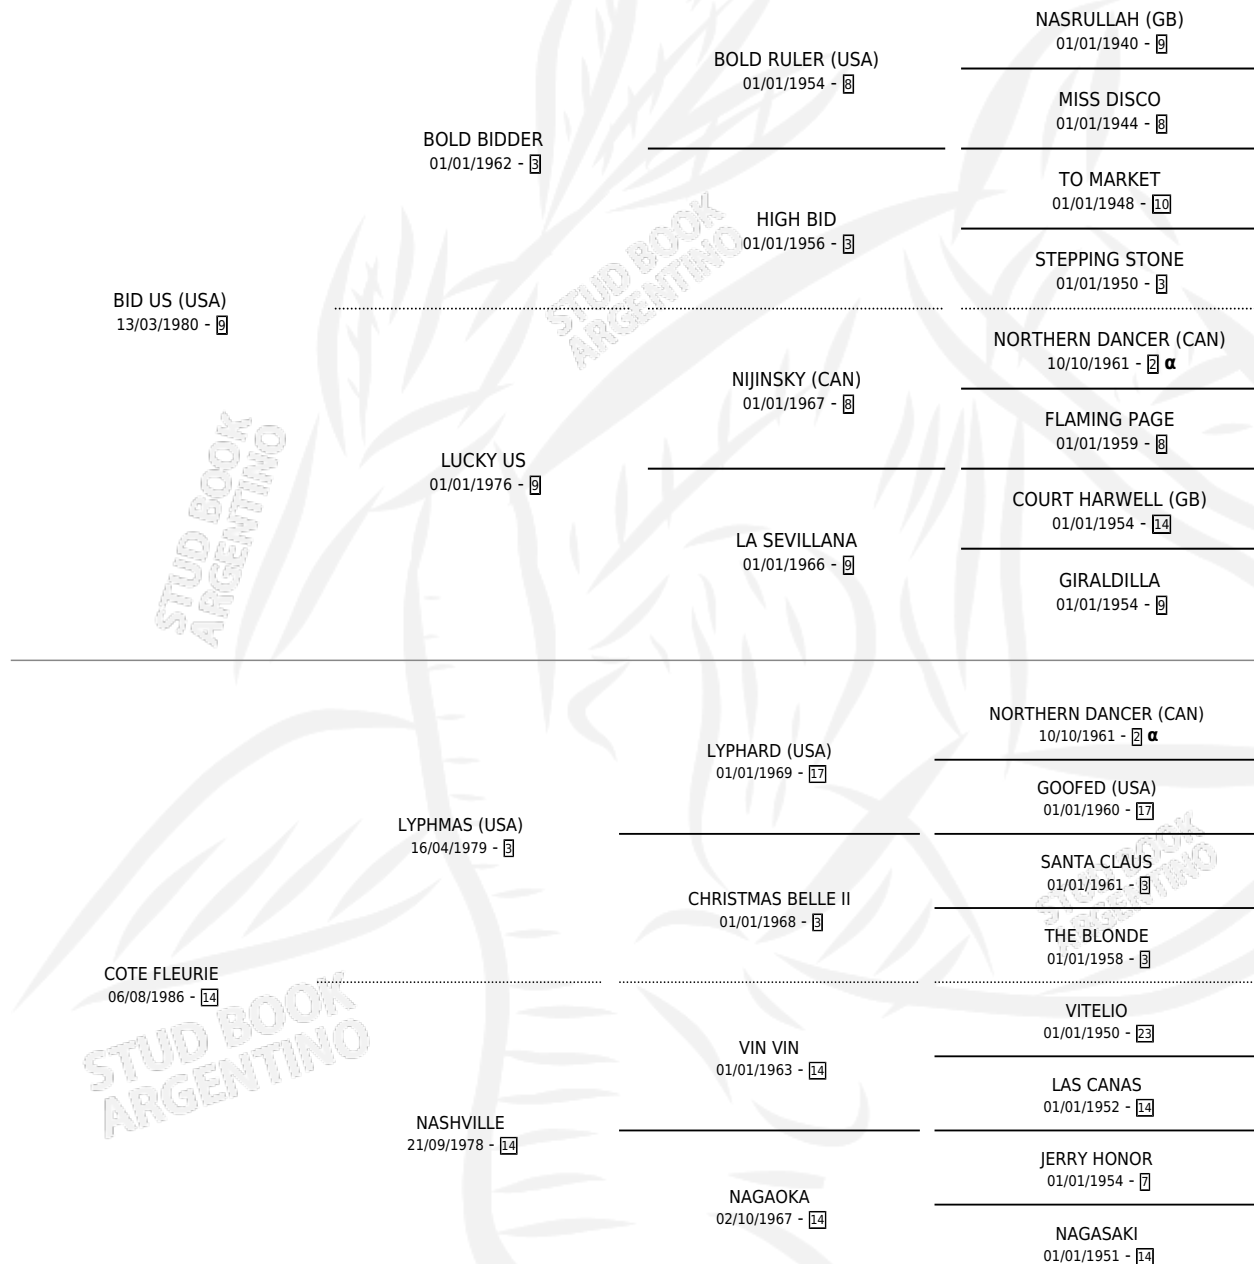 NASRULLAH (GB)
01/01/1940 - 9
BOLD RULER (USA)
01/01/1954 - 8
MISS DISCO
01/01/1944 - 8
BOLD BIDDER
01/01/1962 - 3
TO MARKET
01/01/1948 - 10
HIGH BID
01/01/1956 - 3
STEPPING STONE
01/01/1950 - 3
BID US (USA)
13/03/1980 - 9
NORTHERN DANCER (CAN)
10/10/1961 - 2 α
NIJINSKY (CAN)
01/01/1967 - 8
FLAMING PAGE
01/01/1959 - 8
LUCKY US
01/01/1976 - 9
COURT HARWELL (GB)
01/01/1954 - 14
LA SEVILLANA
01/01/1966 - 9
GIRALDILLA
01/01/1954 - 9
NORTHERN DANCER (CAN)
10/10/1961 - 2 α
LYPHARD (USA)
01/01/1969 - 17
GOOFED (USA)
01/01/1960 - 17
LYPHMAS (USA)
16/04/1979 - 3
SANTA CLAUS
01/01/1961 - 3
CHRISTMAS BELLE II
01/01/1968 - 3
THE BLONDE
01/01/1958 - 3
COTE FLEURIE
06/08/1986 - 14
VITELIO
01/01/1950 - 23
VIN VIN
01/01/1963 - 14
LAS CANAS
01/01/1952 - 14
NASHVILLE
21/09/1978 - 14
JERRY HONOR
01/01/1954 - 7
NAGAOKA
02/10/1967 - 14
NAGASAKI
01/01/1951 - 14
STUD BOOK
ARGENTINO
STUD BOOK
ARGENTINO
STUD BOOK
ARGENTINO
STUD BOOK
ARGENTINO